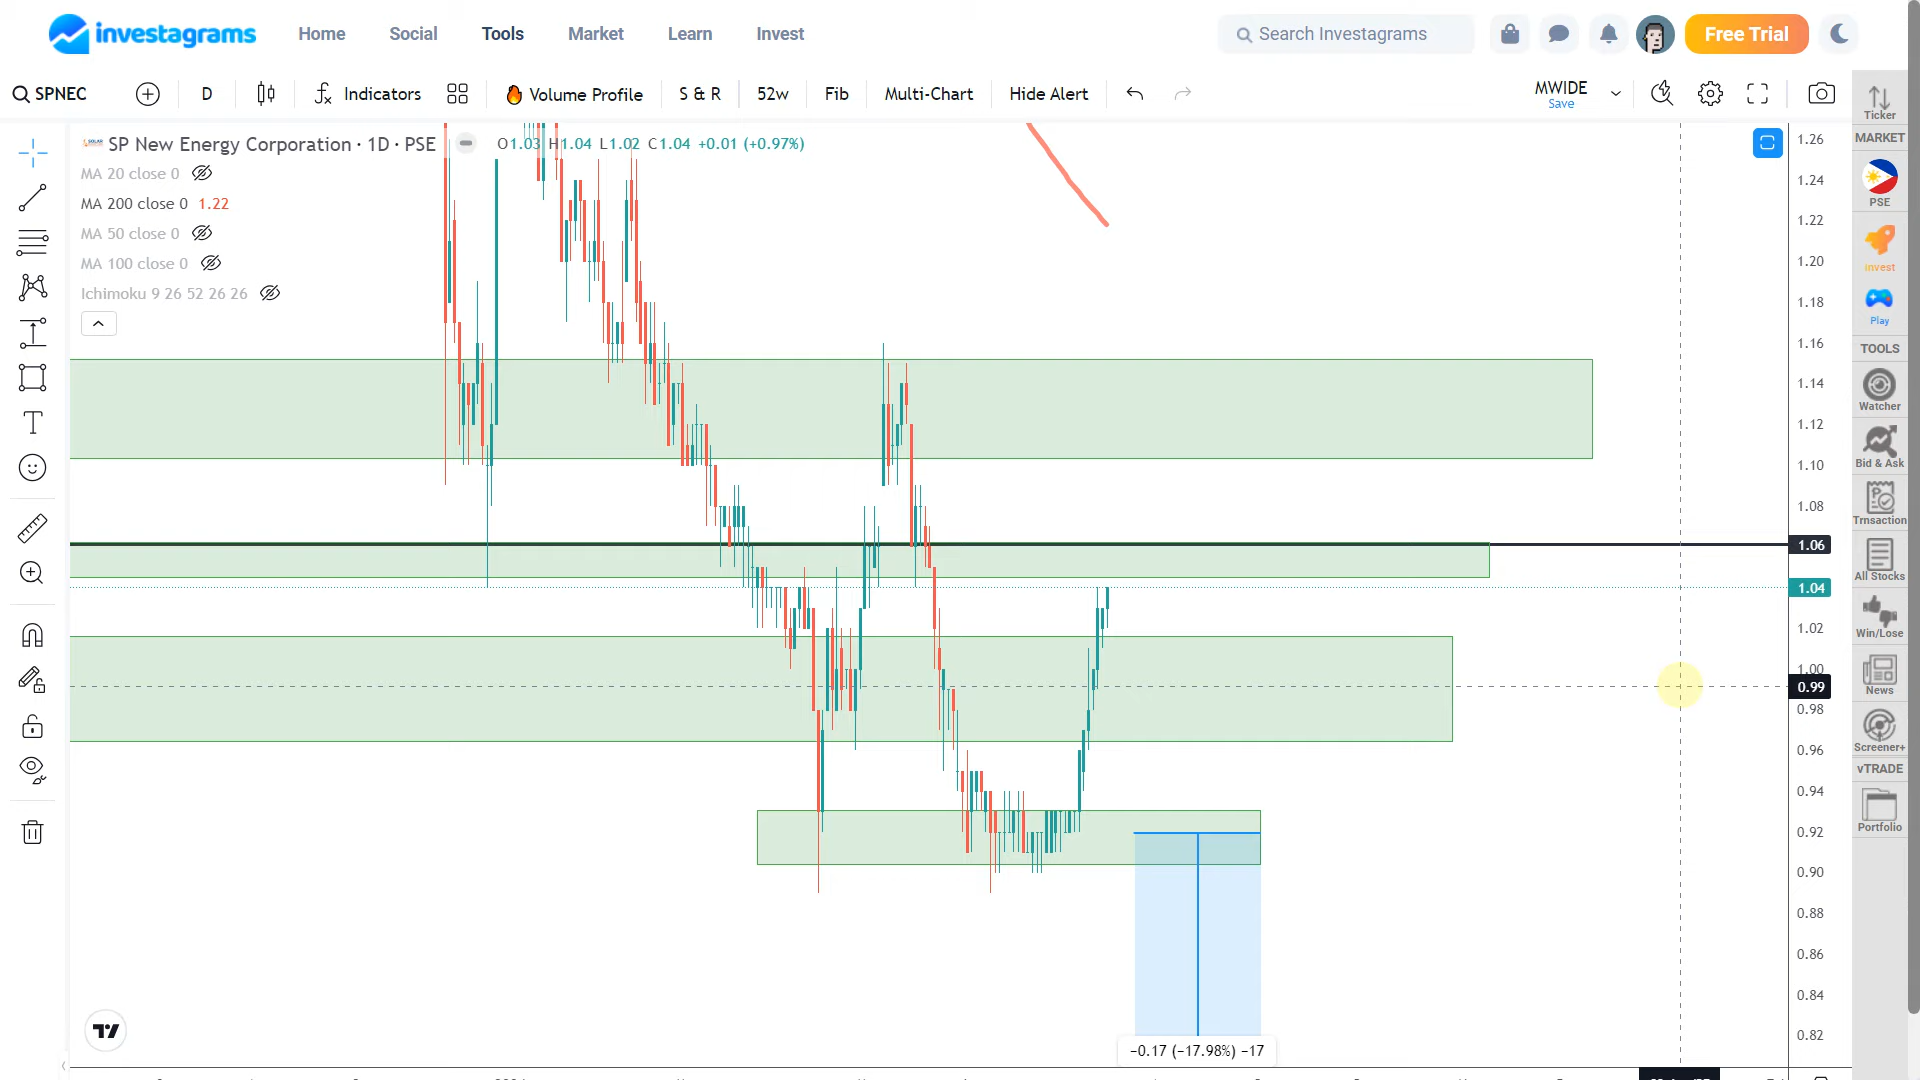 investagrams Home Social Tools Market Learn Invest Search Investagrams Free Trial
SPNEC D Indicators Volume Profile S & R 52w Fib Multi-Chart Hide Alert MWIDE
Save
Ticker
SP New Energy Corporation · 1D · PSE O1.03 H1.04 L1.02 C1.04 +0.01 (+0.97%)
MA 20 close 0
MA 200 close 0 1.22
MA 50 close 0
MA 100 close 0
Ichimoku 9 26 52 26 26
1.26
1.24
1.22
1.20
1.18
1.16
1.14
1.12
1.10
1.08
1.06
1.04
1.02
1.00
0.99
0.98
0.96
0.94
0.92
0.90
0.88
0.86
0.84
0.82
−0.17 (−17.98%) −17
MARKET
PSE
Invest
Play
TOOLS
Watcher
Bid & Ask
Trnsaction
All Stocks
Win/Lose
News
Screener+
vTRADE
Portfolio